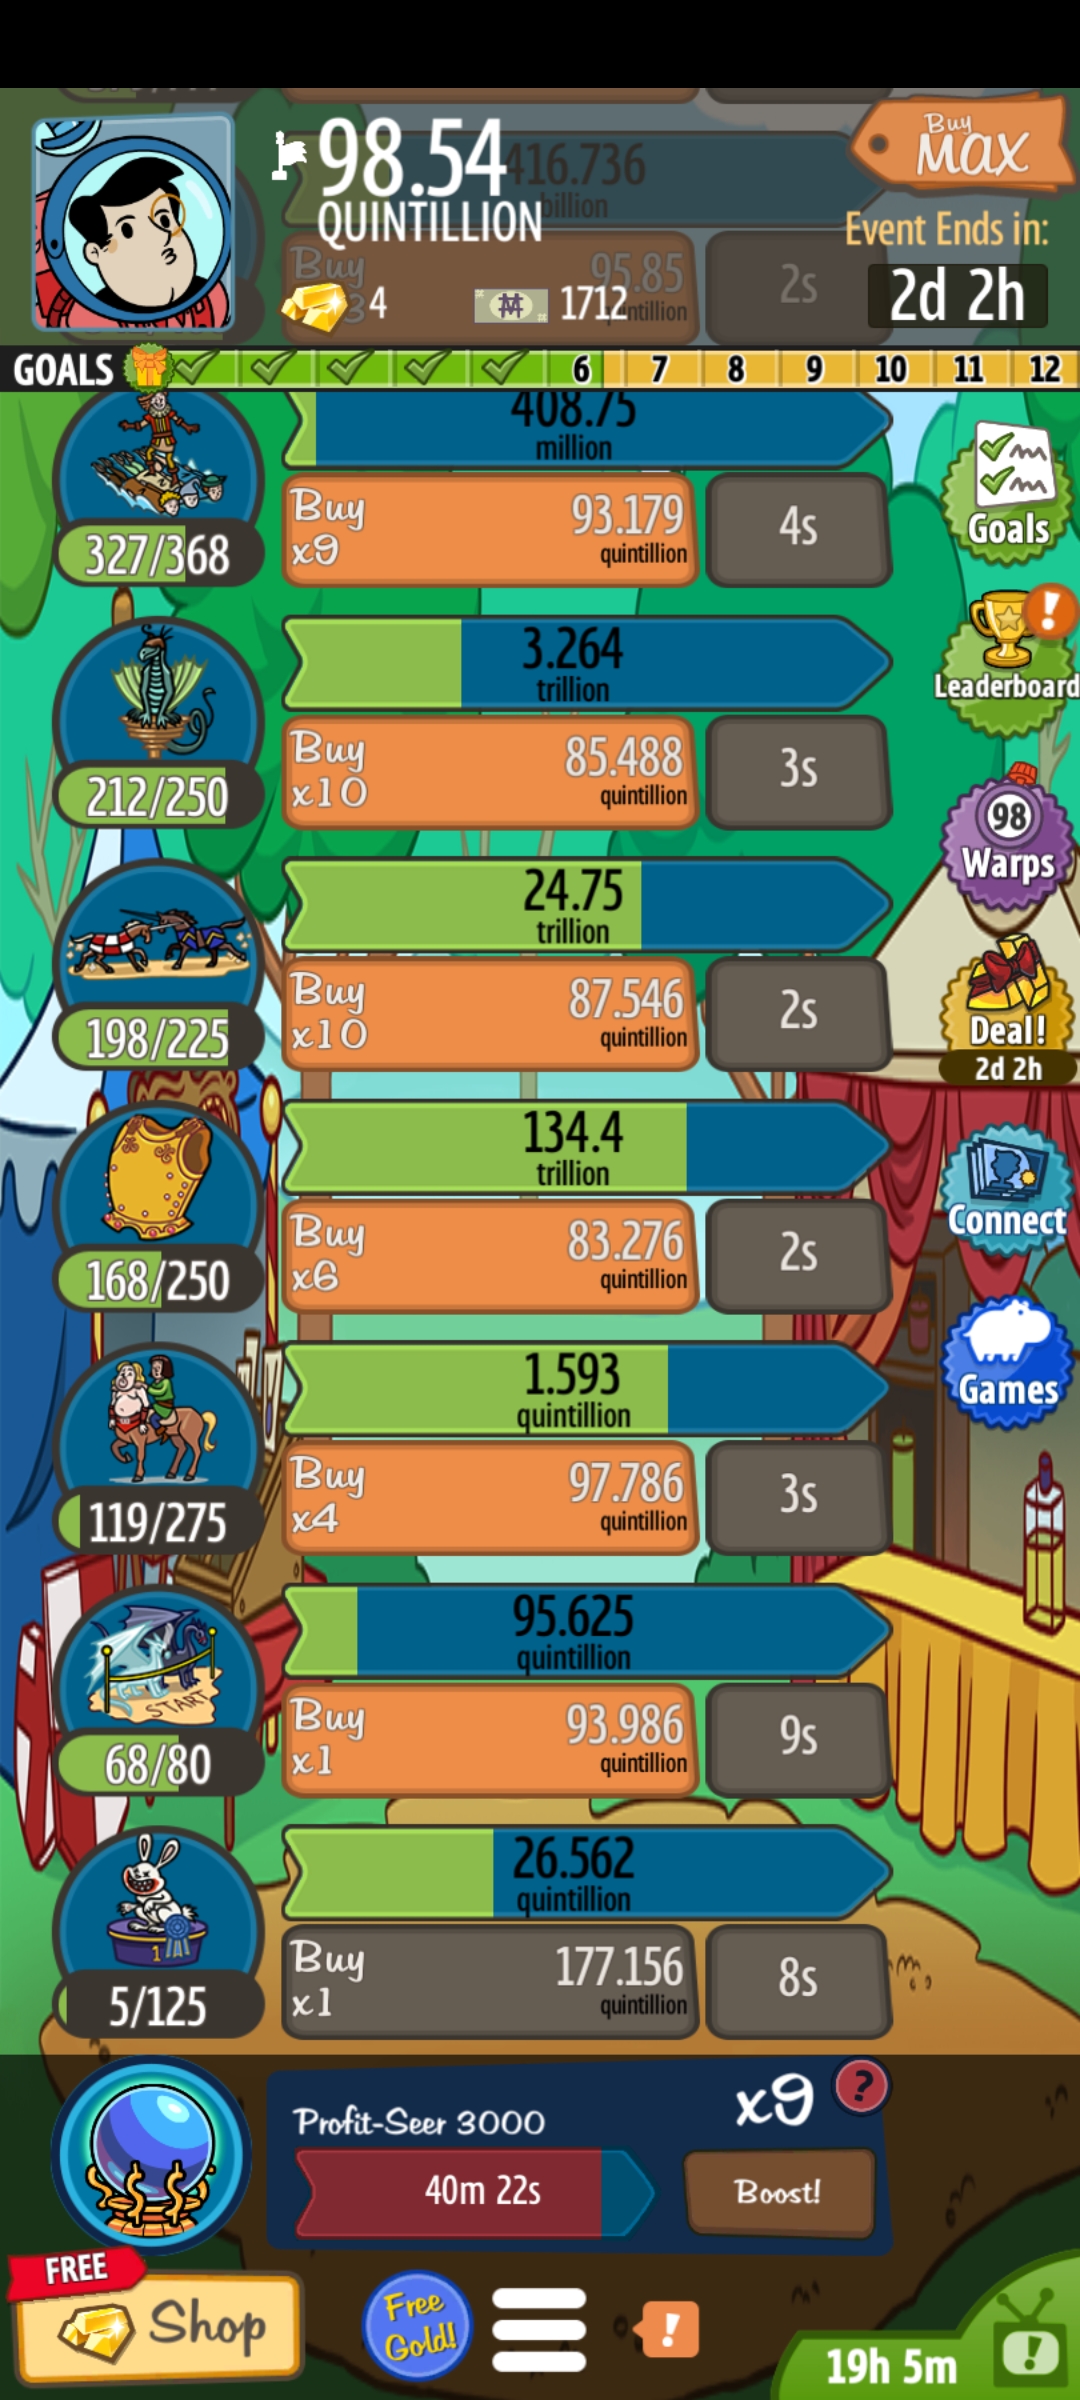 Buy
MAX
98.54
QUINTILLION
416.736
billion
Event Ends in:
2d 2h
Buy
95.85
2s
4
1712
GOALS 6 7 8 9 10 11 12
408.75
million
327/368
Buy
x9
93.179
quintillion
4s
Goals
3.264
trillion
212/250
Buy
x10
85.488
quintillion
3s
Leaderboard
24.75
trillion
198/225
Buy
x10
87.546
quintillion
2s
98
Warps
Deal!
2d 2h
134.4
trillion
168/250
Buy
x6
83.276
quintillion
2s
Connect
1.593
quintillion
119/275
Buy
x4
97.786
quintillion
3s
Games
95.625
quintillion
START
68/80
Buy
x1
93.986
quintillion
9s
26.562
quintillion
1
5/125
Buy
x1
177.156
quintillion
8s
Profit-Seer 3000
x9
?
40m 22s
Boost!
FREE
Shop
Free
Gold!
!
19h 5m
!